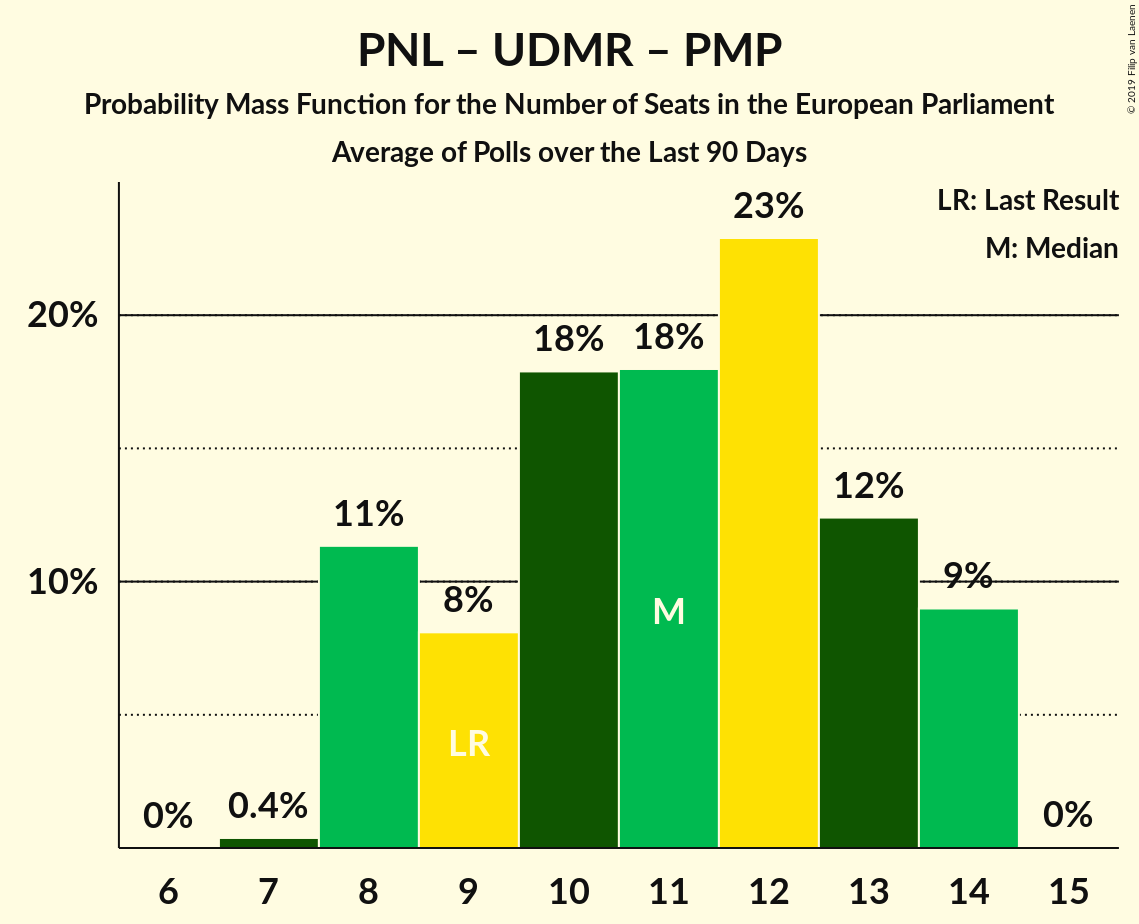 PNL – UDMR – PMP
Probability Mass Function for the Number of Seats in the European Parliament
Average of Polls over the Last 90 Days
© 2019 Filip van Laenen
LR: Last Result
M: Median
20%
10%
0%
0.4%
11%
8%
18%
18%
23%
12%
9%
0%
LR
M
6
7
8
9
10
11
12
13
14
15